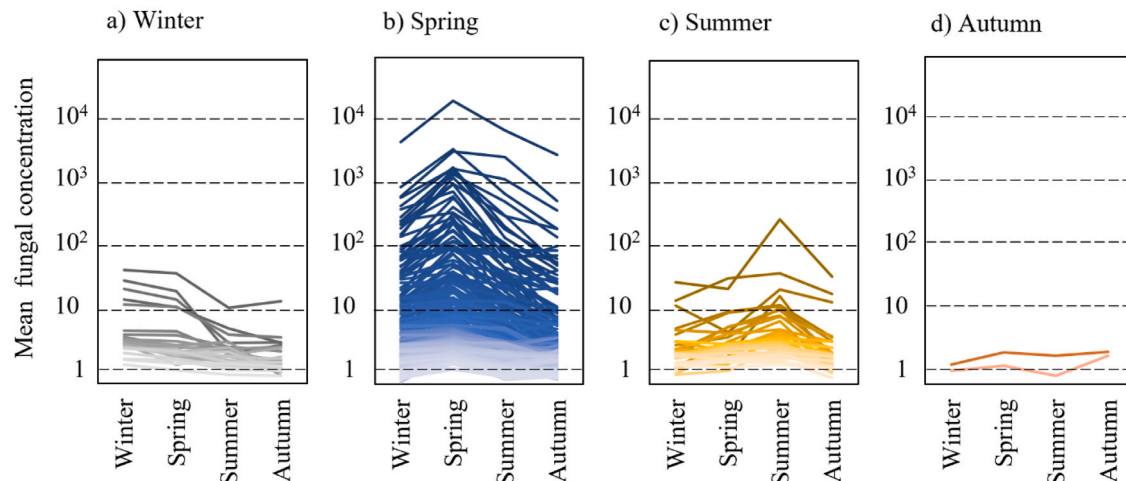 a) Winter
b) Spring
c) Summer
d) Autumn
Mean fungal concentration
10⁴
10³
10²
10
1
Winter
Spring
Summer
Autumn
10⁴
10³
10²
10
1
Winter
Spring
Summer
Autumn
10⁴
10³
10²
10
1
Winter
Spring
Summer
Autumn
10⁴
10³
10²
10
1
Winter
Spring
Summer
Autumn